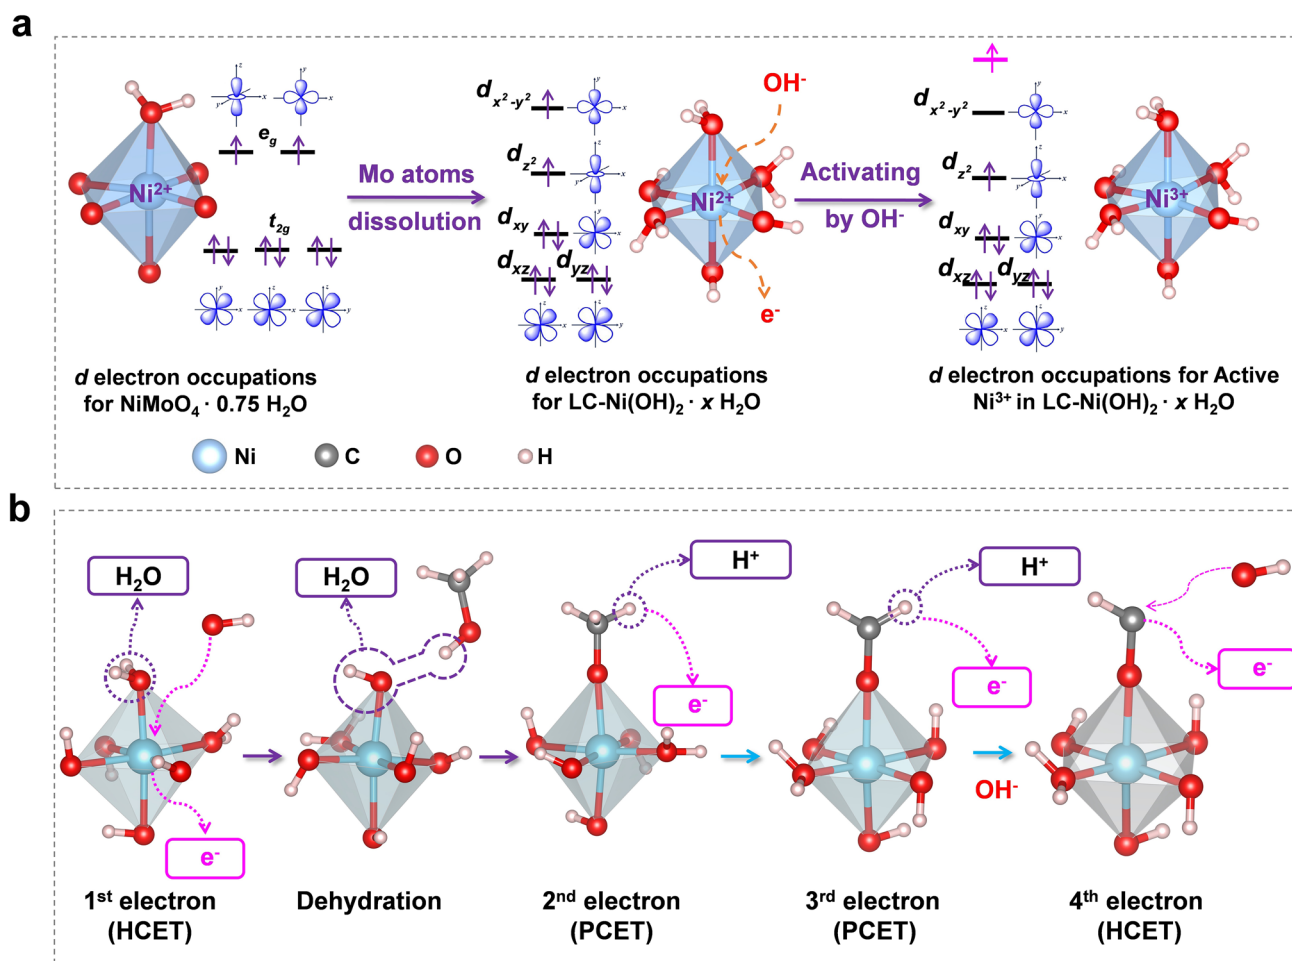 a
e_g
t_2g
Ni²⁺
d electron occupations
for NiMoO₄ · 0.75 H₂O
Mo atoms
dissolution
d_x²-y²
d_z²
d_xy
d_xz
d_yz
Ni²⁺
OH⁻
e⁻
d electron occupations
for LC-Ni(OH)₂ · x H₂O
Activating
by OH⁻
d_x²-y²
d_z²
d_xy
d_xz
d_yz
Ni³⁺
d electron occupations for Active
Ni³⁺ in LC-Ni(OH)₂ · x H₂O
Ni
C
O
H
b
H₂O
e⁻
1ˢᵗ electron
(HCET)
H₂O
Dehydration
H⁺
e⁻
2ⁿᵈ electron
(PCET)
H⁺
e⁻
3ʳᵈ electron
(PCET)
OH⁻
e⁻
4ᵗʰ electron
(HCET)